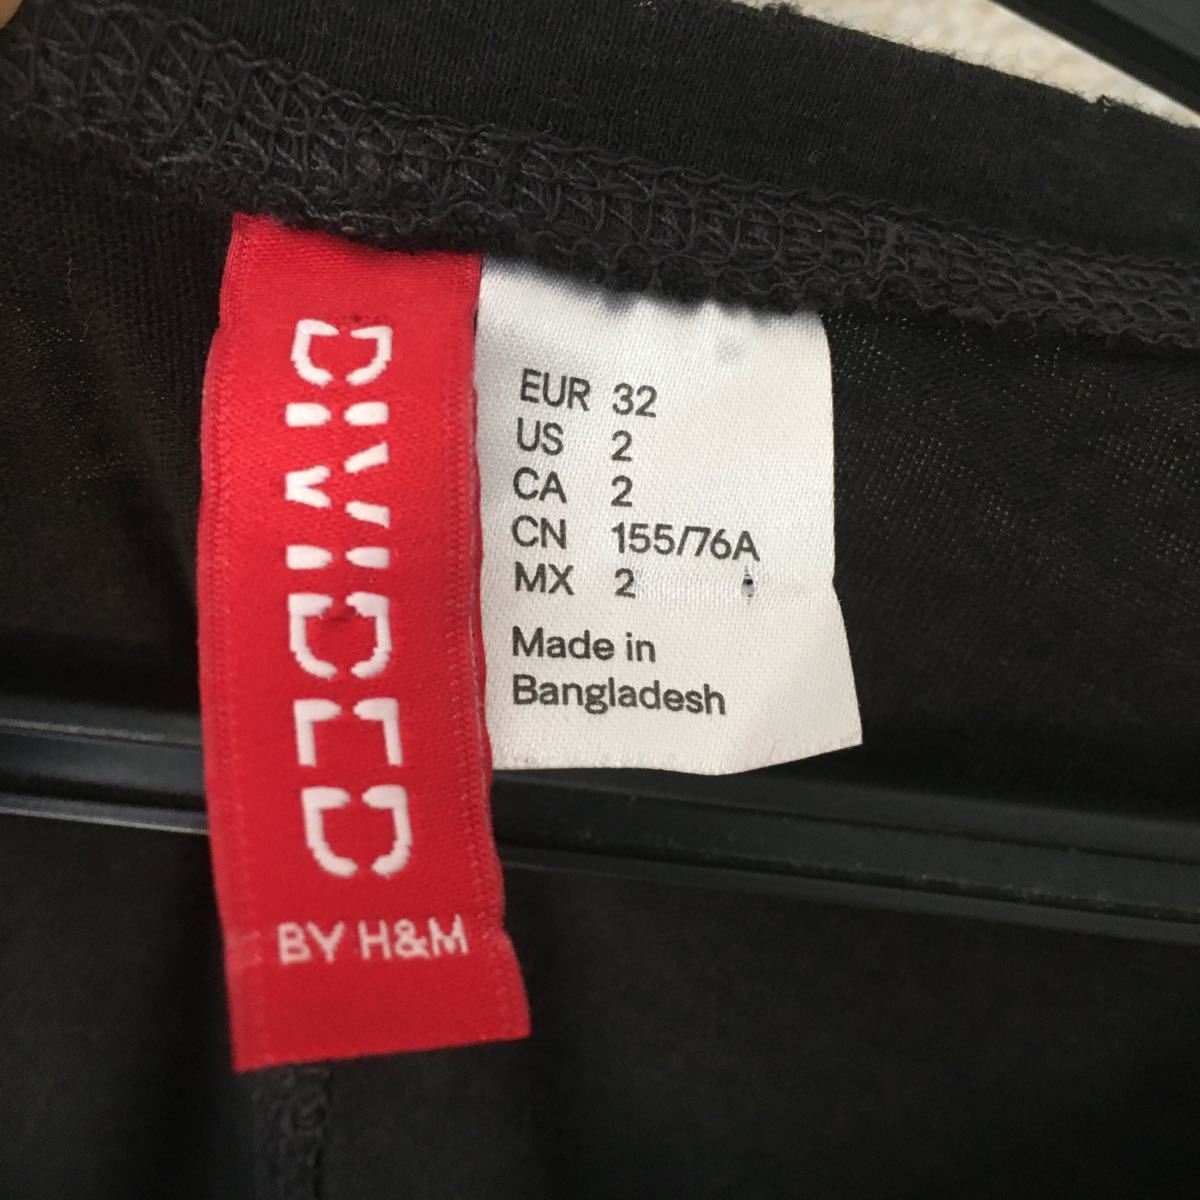 DIVIDED
BY H&M
EUR 32
US 2
CA 2
CN 155/76A
MX 2
Made in
Bangladesh